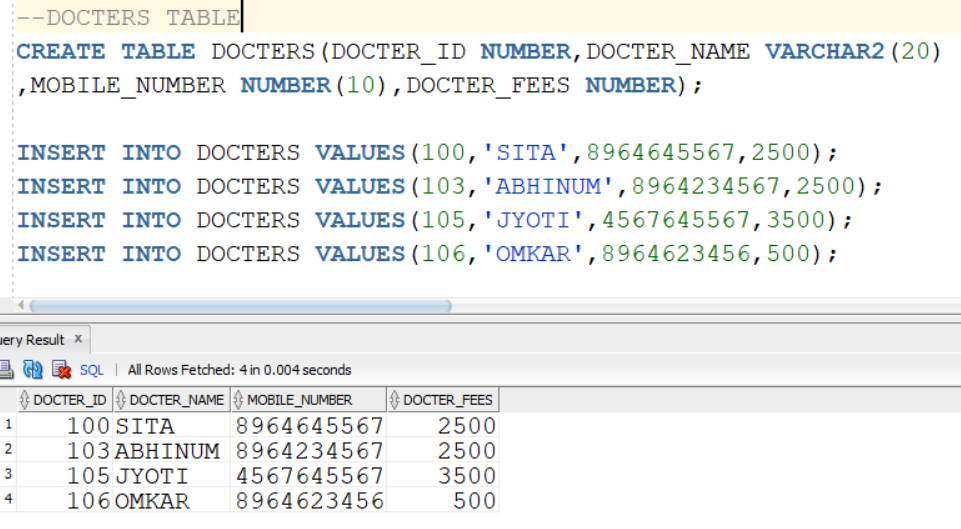 --DOCTERS TABLE
CREATE TABLE DOCTERS(DOCTER_ID NUMBER,DOCTER_NAME VARCHAR2(20)
,MOBILE_NUMBER NUMBER(10),DOCTER_FEES NUMBER);
INSERT INTO DOCTERS VALUES(100,'SITA',8964645567,2500);
INSERT INTO DOCTERS VALUES(103,'ABHINUM',8964234567,2500);
INSERT INTO DOCTERS VALUES(105,'JYOTI',4567645567,3500);
INSERT INTO DOCTERS VALUES(106,'OMKAR',8964623456,500);
uery Result x
SQL | All Rows Fetched: 4 in 0.004 seconds
DOCTER_ID DOCTER_NAME MOBILE_NUMBER DOCTER_FEES
1 100 SITA 8964645567 2500
2 103 ABHINUM 8964234567 2500
3 105 JYOTI 4567645567 3500
4 106 OMKAR 8964623456 500